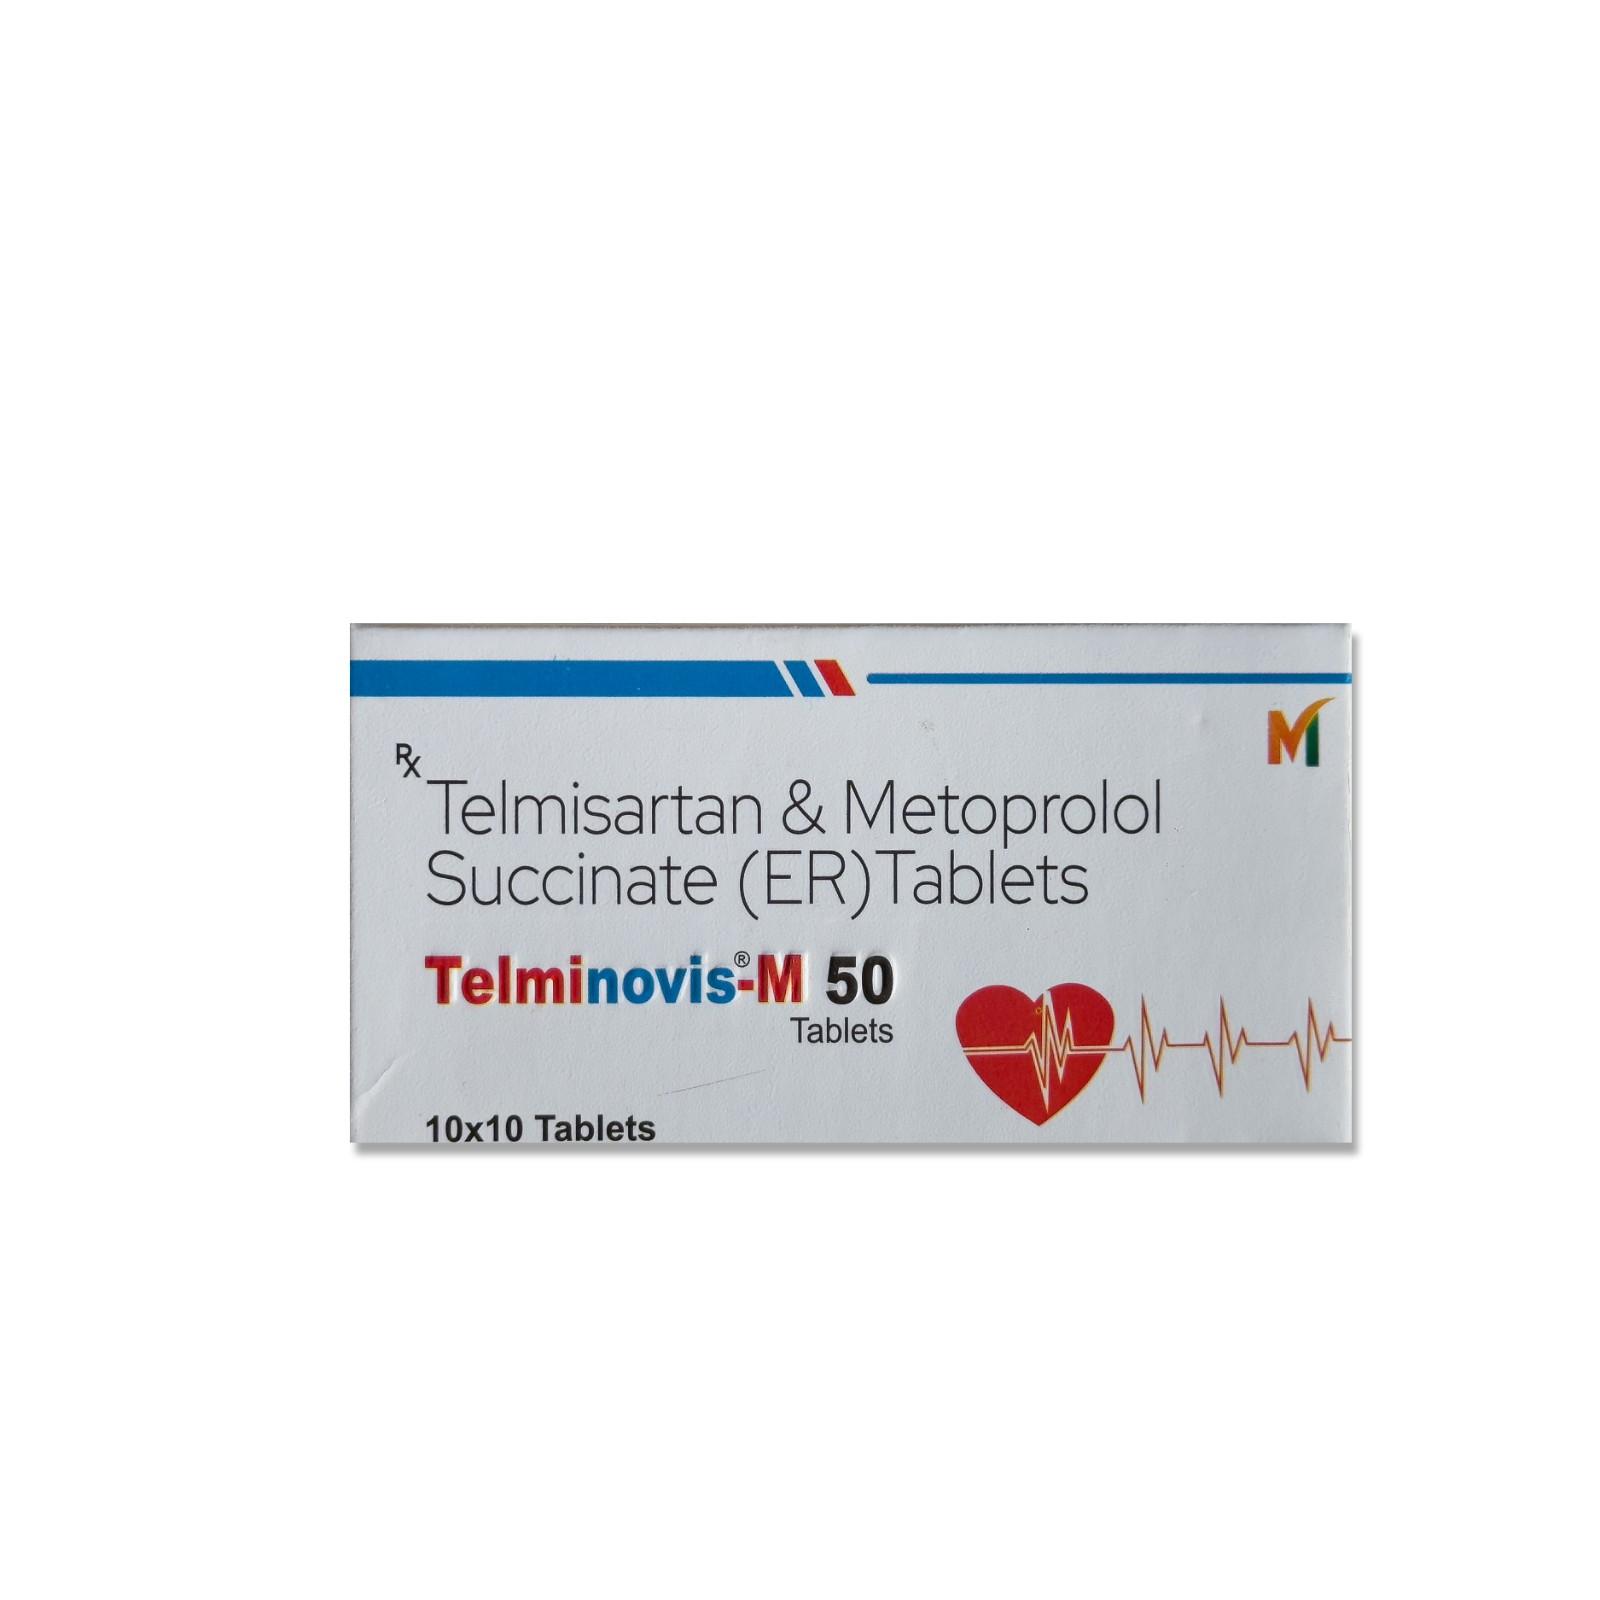 Rx
Telmisartan & Metoprolol
Succinate (ER) Tablets
Telminovis®-M 50
Tablets
10x10 Tablets
M